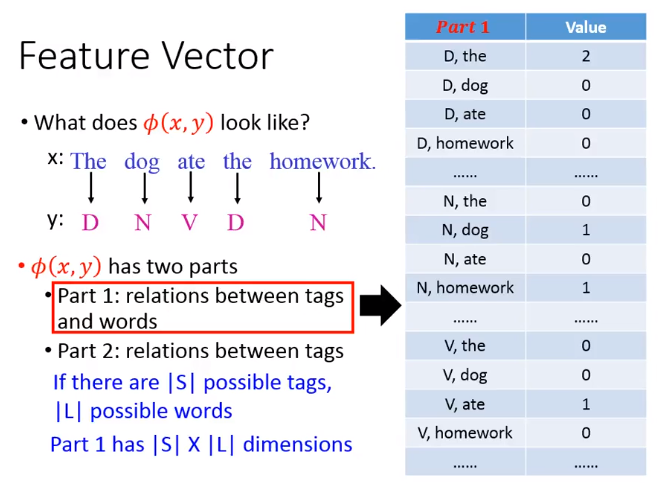 Feature Vector
• What does ϕ(x, y) look like?
x: The dog ate the homework.
y: D N V D N
• ϕ(x, y) has two parts
• Part 1: relations between tags
and words
• Part 2: relations between tags
If there are |S| possible tags,
|L| possible words
Part 1 has |S| X |L| dimensions
Part 1 Value
D, the 2
D, dog 0
D, ate 0
D, homework 0
…… ……
N, the 0
N, dog 1
N, ate 0
N, homework 1
…… ……
V, the 0
V, dog 0
V, ate 1
V, homework 0
…… ……